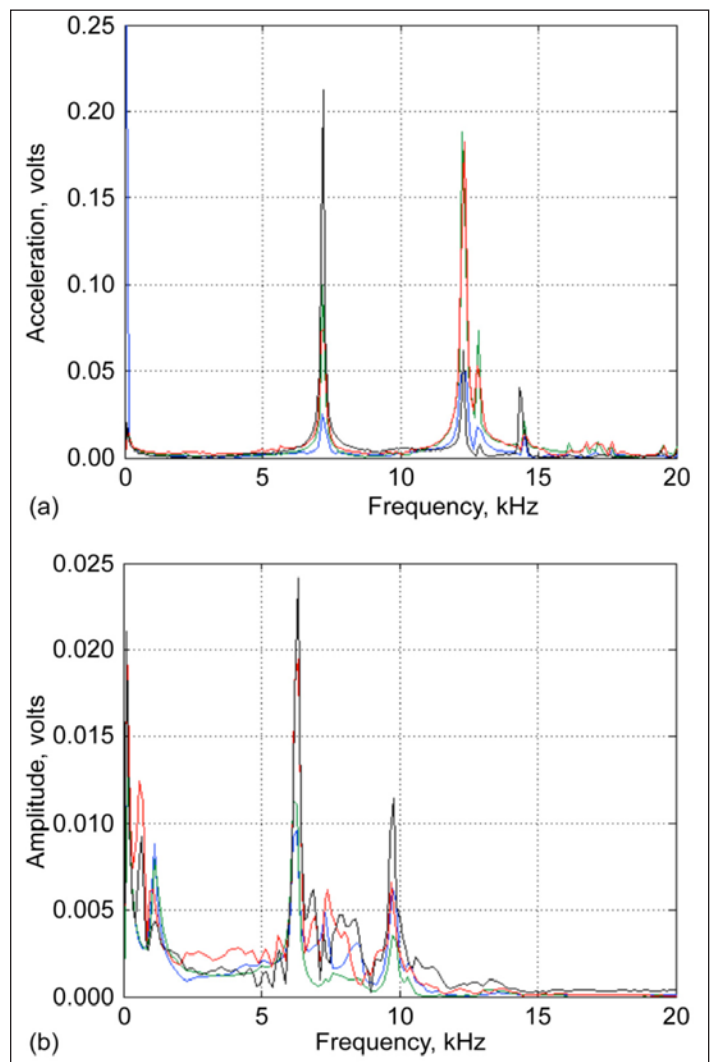 0.25
0.20
0.15
0.10
0.05
0.00
Acceleration, volts
0 5 10 15 20
Frequency, kHz
(a)
0.025
0.020
0.015
0.010
0.005
0.000
Amplitude, volts
0 5 10 15 20
Frequency, kHz
(b)